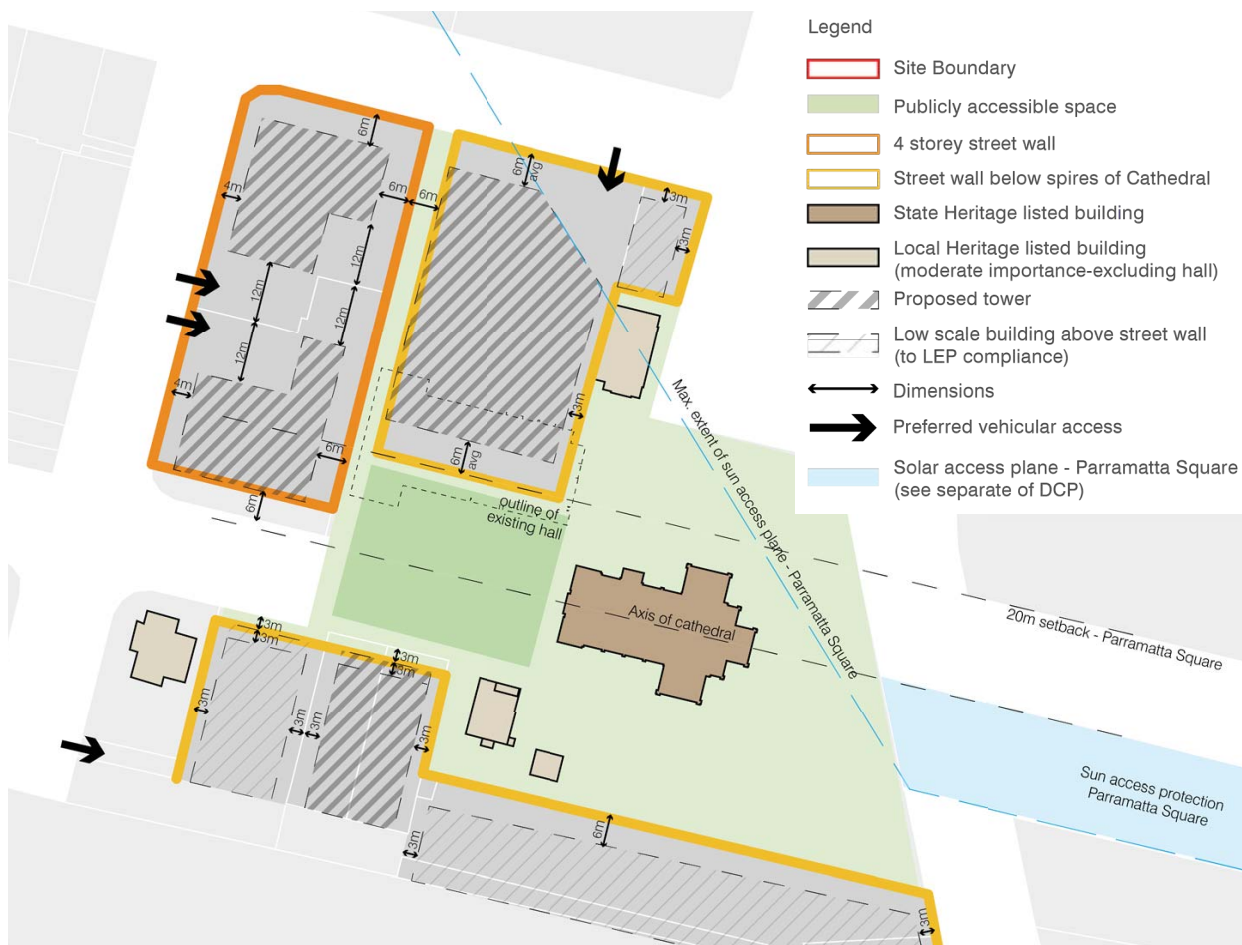 Legend
Site Boundary
Publicly accessible space
4 storey street wall
Street wall below spires of Cathedral
State Heritage listed building
Local Heritage listed building
(moderate importance-excluding hall)
Proposed tower
Low scale building above street wall
(to LEP compliance)
Dimensions
Preferred vehicular access
Solar access plane - Parramatta Square
(see separate of DCP)
6m
6m
avg
3m
4m
6m
6m
3m
12m
12m
12m
12m
4m
3m
6m
avg
6m
6m
outline of
existing hall
Max. extent of sun access plane - Parramatta Square
Axis of cathedral
20m setback - Parramatta Square
Sun access protection
Parramatta Square
3m
3m
3m
3m
3m
3m
3m
3m
6m
3m
3m